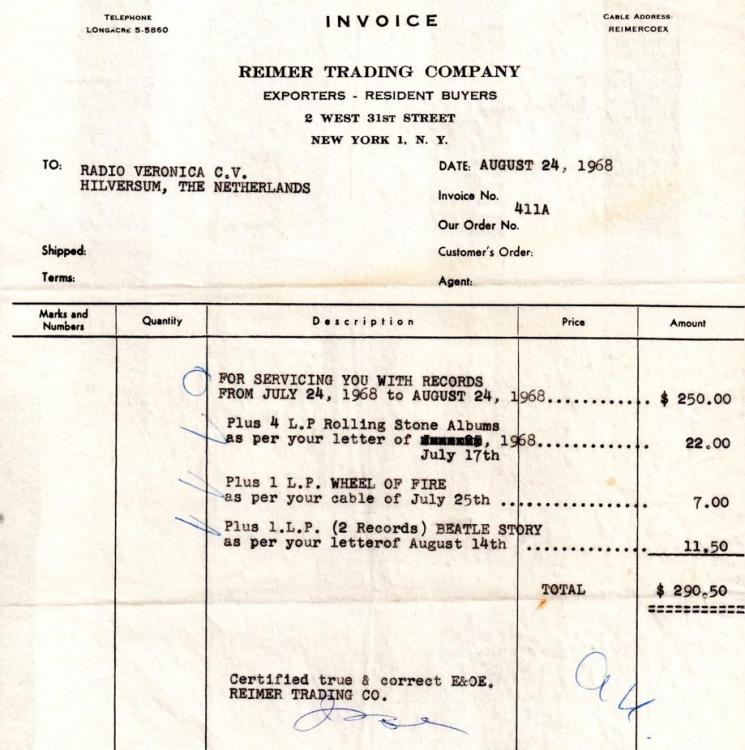 TELEPHONE
LONGACRE 5-5860
INVOICE
CABLE ADDRESS:
REIMERCOEX
REIMER TRADING COMPANY
EXPORTERS - RESIDENT BUYERS
2 WEST 31ST STREET
NEW YORK 1, N. Y.
TO: RADIO VERONICA C.V.
HILVERSUM, THE NETHERLANDS
DATE: AUGUST 24, 1968
Invoice No.
411A
Our Order No.
Shipped:
Customer's Order:
Terms:
Agent:
Marks and Numbers Quantity Description Price Amount
FOR SERVICING YOU WITH RECORDS
FROM JULY 24, 1968 to AUGUST 24, 1968............ $ 250.00
Plus 4 L.P Rolling Stone Albums
as per your letter of , 1968............. 22.00
July 17th
Plus 1 L.P. WHEEL OF FIRE
as per your cable of July 25th ................ 7.00
Plus 1.L.P. (2 Records) BEATLE STORY
as per your letterof August 14th ............. 11.50
TOTAL $ 290.50
Certified true & correct E&OE.
REIMER TRADING CO.